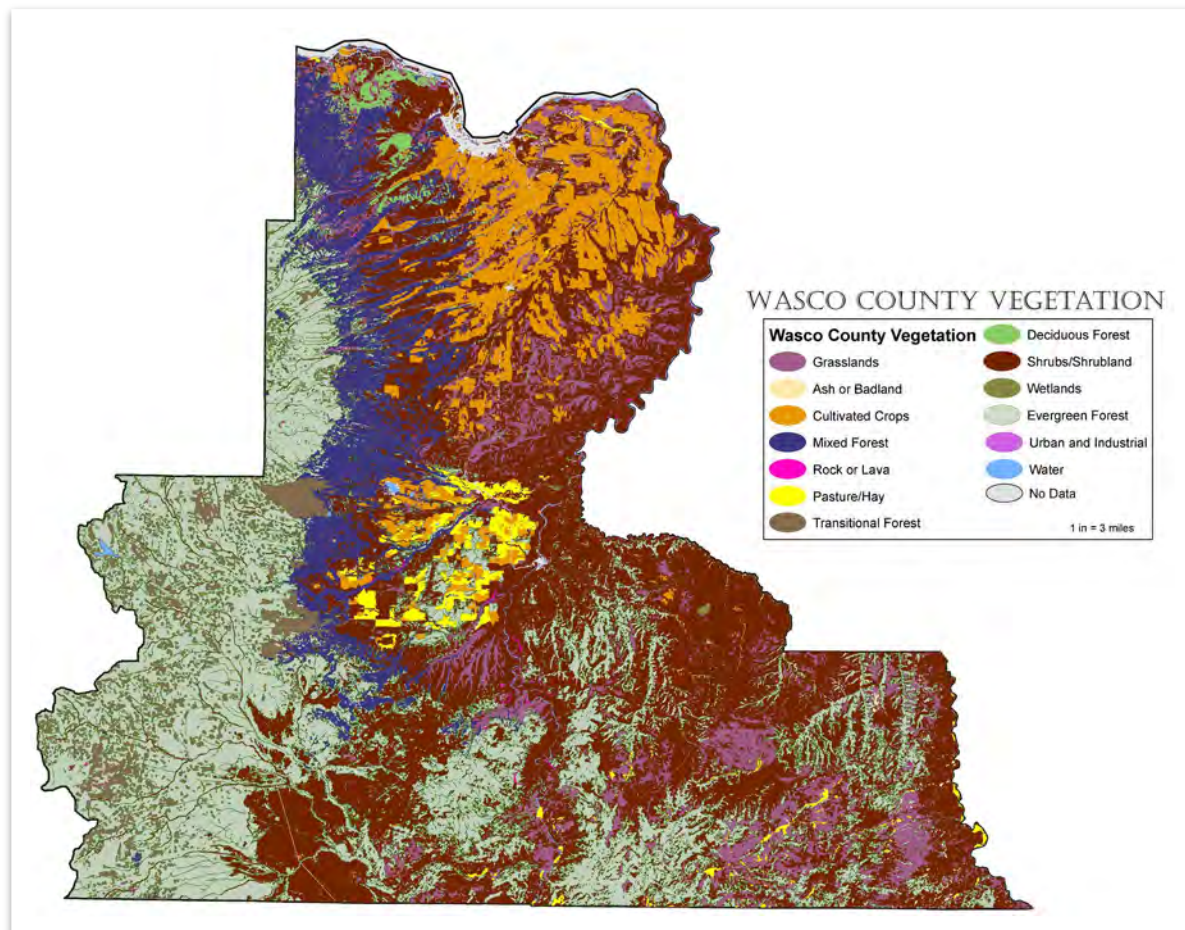 WASCO COUNTY VEGETATION
Wasco County Vegetation
Grasslands
Ash or Badland
Cultivated Crops
Mixed Forest
Rock or Lava
Pasture/Hay
Transitional Forest
Deciduous Forest
Shrubs/Shrubland
Wetlands
Evergreen Forest
Urban and Industrial
Water
No Data
1 in = 3 miles